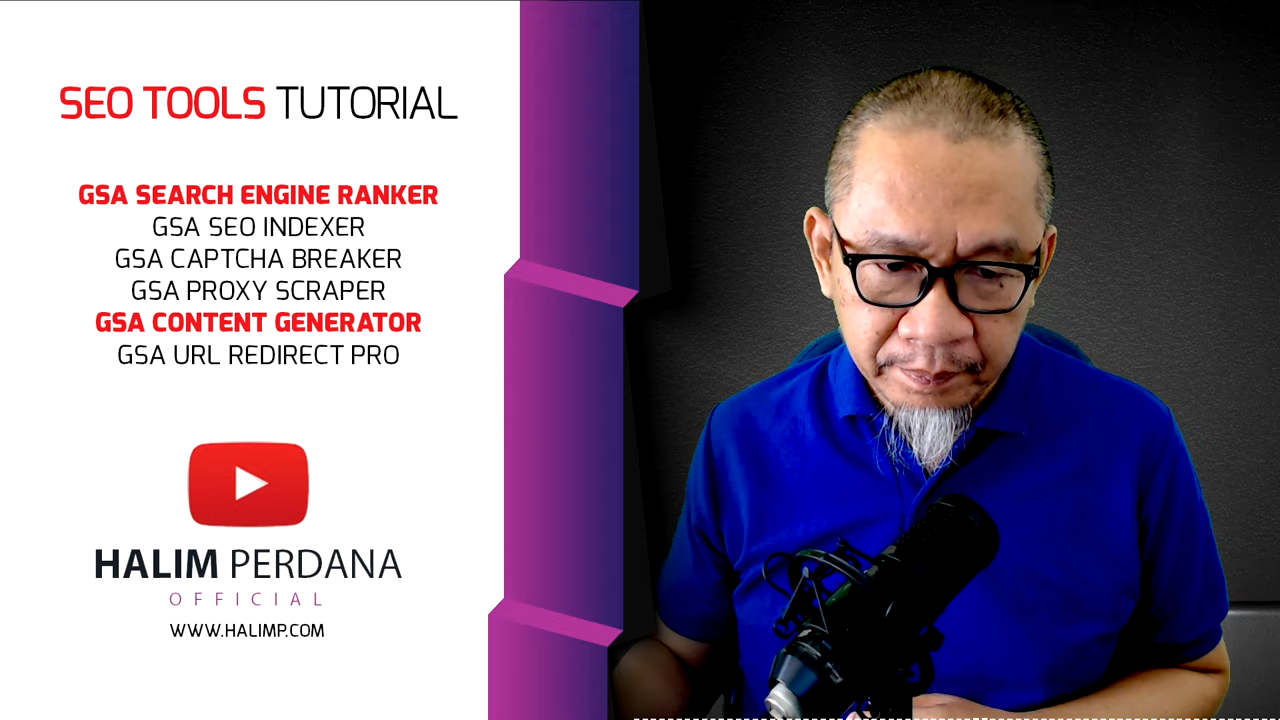 SEO TOOLS TUTORIAL
GSA SEARCH ENGINE RANKER
GSA SEO INDEXER
GSA CAPTCHA BREAKER
GSA PROXY SCRAPER
GSA CONTENT GENERATOR
GSA URL REDIRECT PRO
HALIM PERDANA
OFFICIAL
WWW.HALIMP.COM